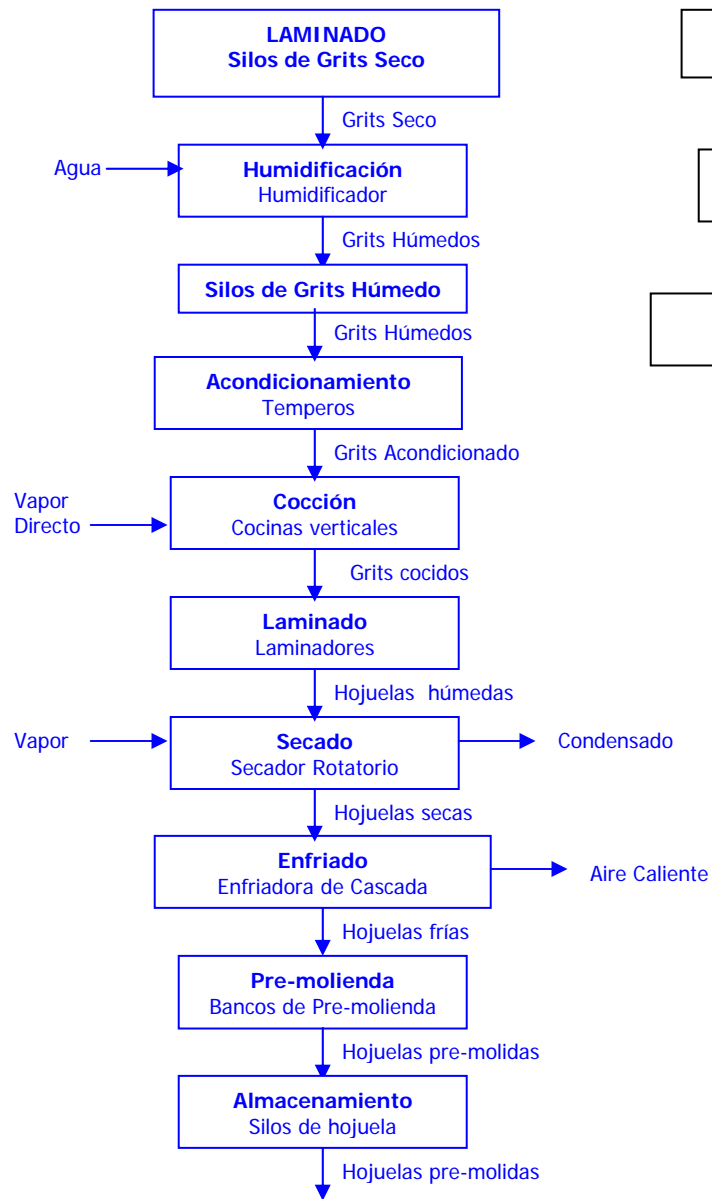 LAMINADO
Silos de Grits Seco
Grits Seco
Agua
Humidificación
Humidificador
Grits Húmedos
Silos de Grits Húmedo
Grits Húmedos
Acondicionamiento
Temperos
Grits Acondicionado
Vapor
Directo
Cocción
Cocinas verticales
Grits cocidos
Laminado
Laminadores
Hojuelas húmedas
Vapor
Secado
Secador Rotatorio
Condensado
Hojuelas secas
Enfriado
Enfriadora de Cascada
Aire Caliente
Hojuelas frías
Pre-molienda
Bancos de Pre-molienda
Hojuelas pre-molidas
Almacenamiento
Silos de hojuela
Hojuelas pre-molidas